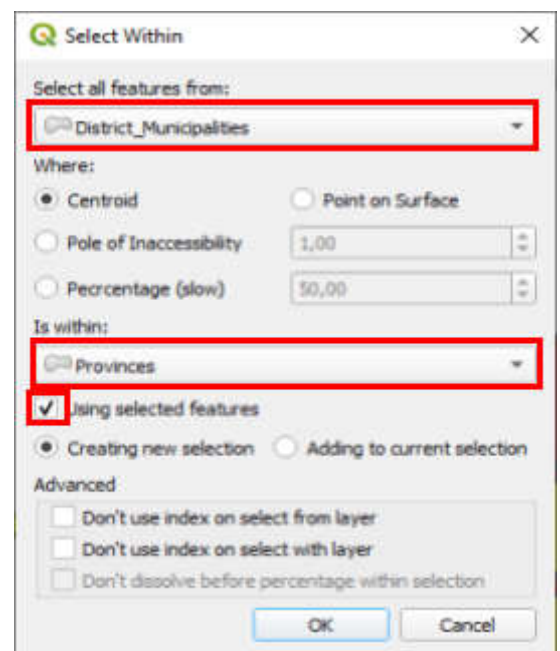 Select Within
Select all features from:
District_Municipalities
Where:
Centroid Point on Surface
Pole of Inaccessibility 1,00
Pecrcentage (slow) 50,00
Is within:
Provinces
Using selected features
Creating new selection Adding to current selection
Advanced
Don't use index on select from layer
Don't use index on select with layer
Don't dissolve before percentage within selection
OK Cancel